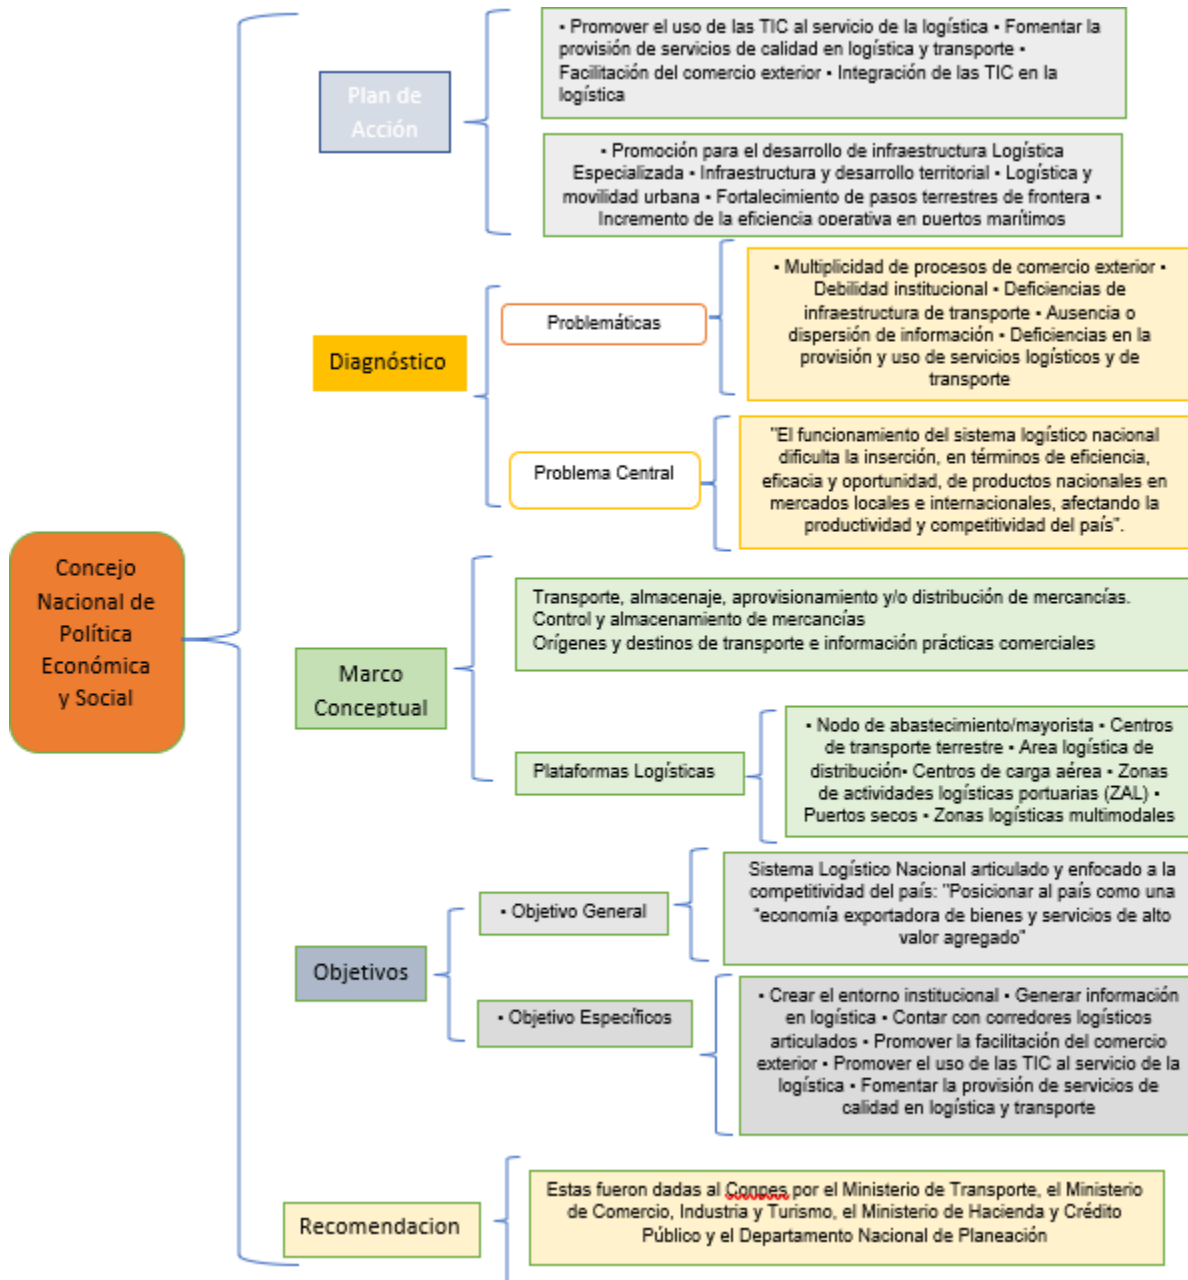 Concejo
Nacional de
Política
Económica
y Social
Plan de
Acción
▪ Promover el uso de las TIC al servicio de la logística ▪ Fomentar la
provisión de servicios de calidad en logística y transporte ▪
Facilitación del comercio exterior ▪ Integración de las TIC en la
logística
▪ Promoción para el desarrollo de infraestructura Logística
Especializada ▪ Infraestructura y desarrollo territorial ▪ Logística y
movilidad urbana ▪ Fortalecimiento de pasos terrestres de frontera ▪
Incremento de la eficiencia operativa en puertos marítimos
Diagnóstico
Problemáticas
▪ Multiplicidad de procesos de comercio exterior ▪
Debilidad institucional ▪ Deficiencias de
infraestructura de transporte ▪ Ausencia o
dispersión de información ▪ Deficiencias en la
provisión y uso de servicios logísticos y de
transporte
Problema Central
"El funcionamiento del sistema logístico nacional
dificulta la inserción, en términos de eficiencia,
eficacia y oportunidad, de productos nacionales en
mercados locales e internacionales, afectando la
productividad y competitividad del país".
Marco
Conceptual
Transporte, almacenaje, aprovisionamiento y/o distribución de mercancías.
Control y almacenamiento de mercancías
Orígenes y destinos de transporte e información prácticas comerciales
Plataformas Logísticas
▪ Nodo de abastecimiento/mayorista ▪ Centros
de transporte terrestre ▪ Area logística de
distribución▪ Centros de carga aérea ▪ Zonas
de actividades logísticas portuarias (ZAL) ▪
Puertos secos ▪ Zonas logísticas multimodales
Objetivos
▪ Objetivo General
Sistema Logístico Nacional articulado y enfocado a la
competitividad del país: "Posicionar al país como una
"economía exportadora de bienes y servicios de alto
valor agregado"
▪ Objetivo Específicos
▪ Crear el entorno institucional ▪ Generar información
en logística ▪ Contar con corredores logísticos
articulados ▪ Promover la facilitación del comercio
exterior ▪ Promover el uso de las TIC al servicio de la
logística ▪ Fomentar la provisión de servicios de
calidad en logística y transporte
Recomendacion
Estas fueron dadas al Conpes por el Ministerio de Transporte, el Ministerio
de Comercio, Industria y Turismo, el Ministerio de Hacienda y Crédito
Público y el Departamento Nacional de Planeación